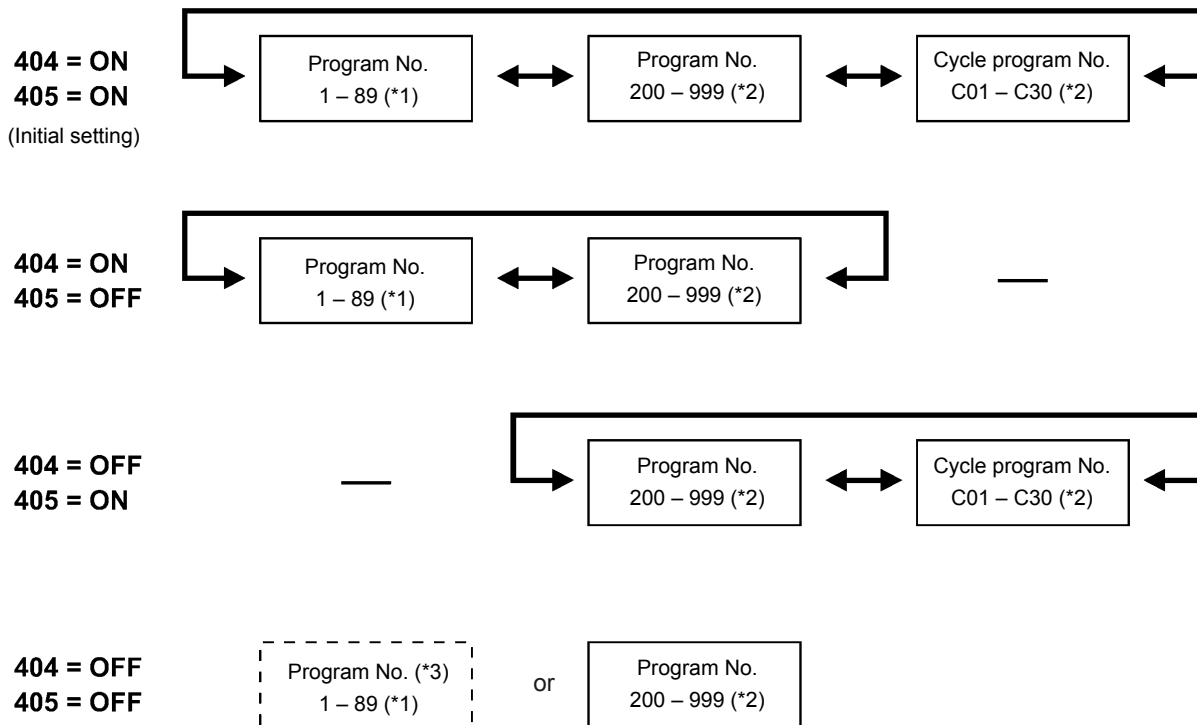 404 = ON
405 = ON
(Initial setting)
Program No.
1 – 89 (*1)
Program No.
200 – 999 (*2)
Cycle program No.
C01 – C30 (*2)
404 = ON
405 = OFF
Program No.
1 – 89 (*1)
Program No.
200 – 999 (*2)
—
404 = OFF
405 = ON
—
Program No.
200 – 999 (*2)
Cycle program No.
C01 – C30 (*2)
404 = OFF
405 = OFF
Program No. (*3)
1 – 89 (*1)
or
Program No.
200 – 999 (*2)